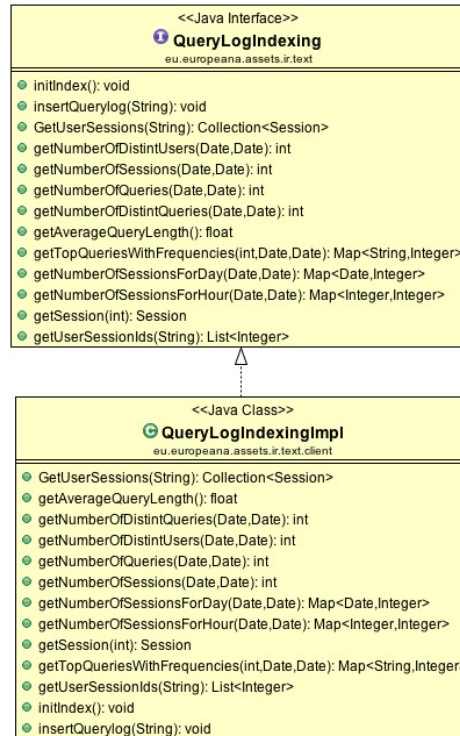 <<Java Interface>>
I QueryLogIndexing
eu.europeana.assets.ir.text
initIndex(): void
insertQuerylog(String): void
GetUserSessions(String): Collection<Session>
getNumberOfDistintUsers(Date,Date): int
getNumberOfSessions(Date,Date): int
getNumberOfQueries(Date,Date): int
getNumberOfDistintQueries(Date,Date): int
getAverageQueryLength(): float
getTopQueriesWithFrequencies(int,Date,Date): Map<String,Integer>
getNumberOfSessionsForDay(Date,Date): Map<Date,Integer>
getNumberOfSessionsForHour(Date,Date): Map<Integer,Integer>
getSession(int): Session
getUserSessionIds(String): List<Integer>
<<Java Class>>
C QueryLogIndexingImpl
eu.europeana.assets.ir.text.client
GetUserSessions(String): Collection<Session>
getAverageQueryLength(): float
getNumberOfDistintQueries(Date,Date): int
getNumberOfDistintUsers(Date,Date): int
getNumberOfQueries(Date,Date): int
getNumberOfSessions(Date,Date): int
getNumberOfSessionsForDay(Date,Date): Map<Date,Integer>
getNumberOfSessionsForHour(Date,Date): Map<Integer,Integer>
getSession(int): Session
getTopQueriesWithFrequencies(int,Date,Date): Map<String,Integer
getUserSessionIds(String): List<Integer>
initIndex(): void
insertQuerylog(String): void